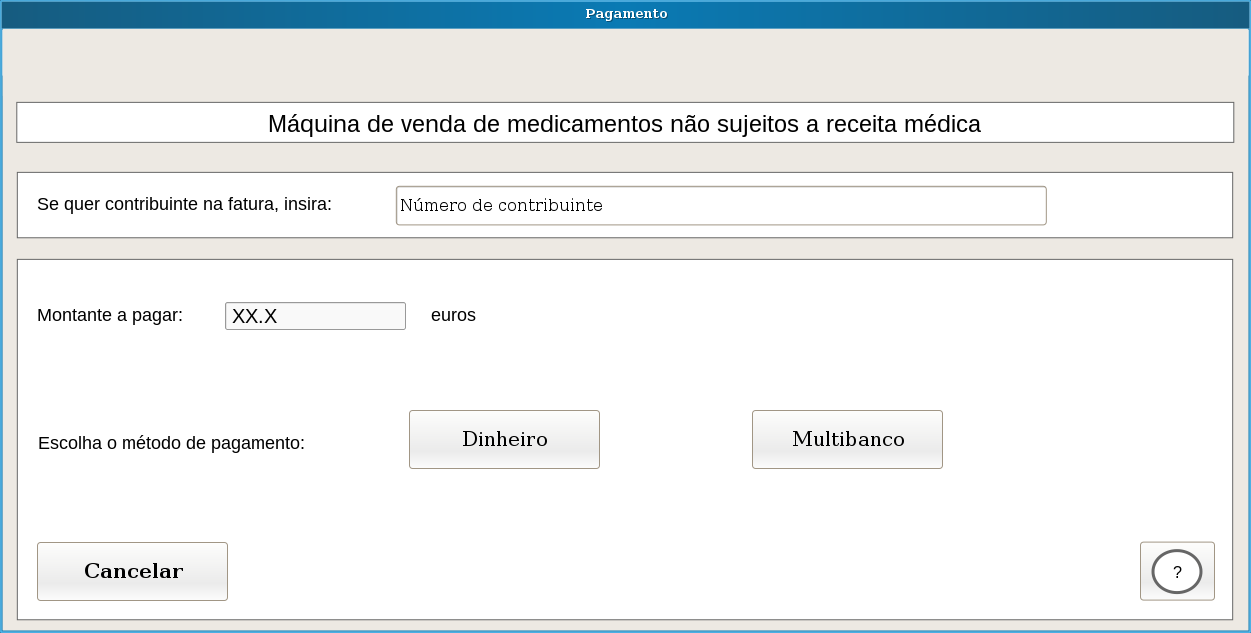 Pagamento
Máquina de venda de medicamentos não sujeitos a receita médica
Se quer contribuinte na fatura, insira: Número de contribuinte
Montante a pagar: XX.X euros
Escolha o método de pagamento: Dinheiro Multibanco
Cancelar ?